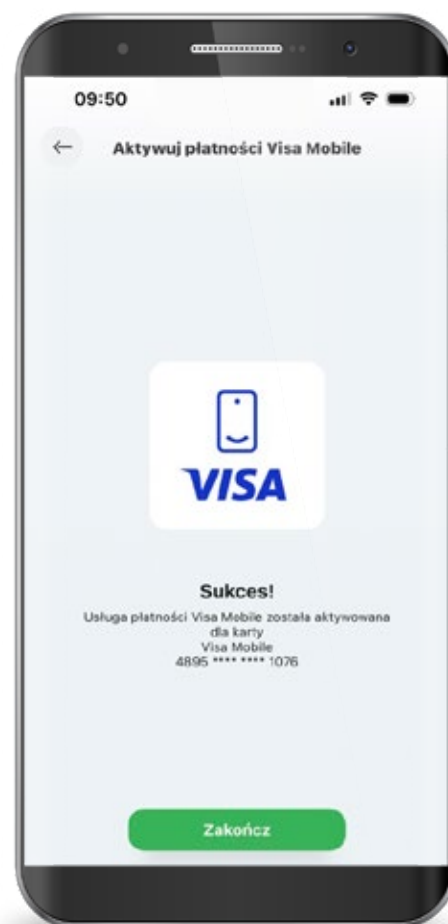 09:50
Aktywuj płatności Visa Mobile
VISA
Sukces!
Usługa płatności Visa Mobile została aktywowana
dla karty
Visa Mobile
4895 **** **** 1076
Zakończ